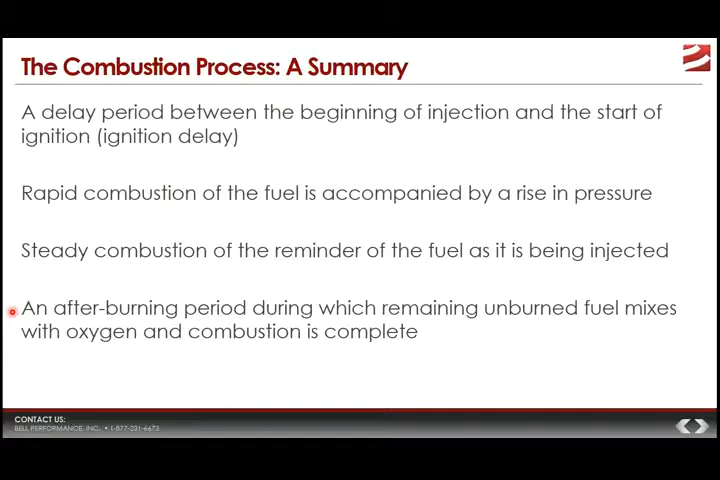 The Combustion Process: A Summary
A delay period between the beginning of injection and the start of
ignition (ignition delay)
Rapid combustion of the fuel is accompanied by a rise in pressure
Steady combustion of the reminder of the fuel as it is being injected
An after-burning period during which remaining unburned fuel mixes
with oxygen and combustion is complete
CONTACT US:
BELL PERFORMANCE, INC. • 1-877-231-6673